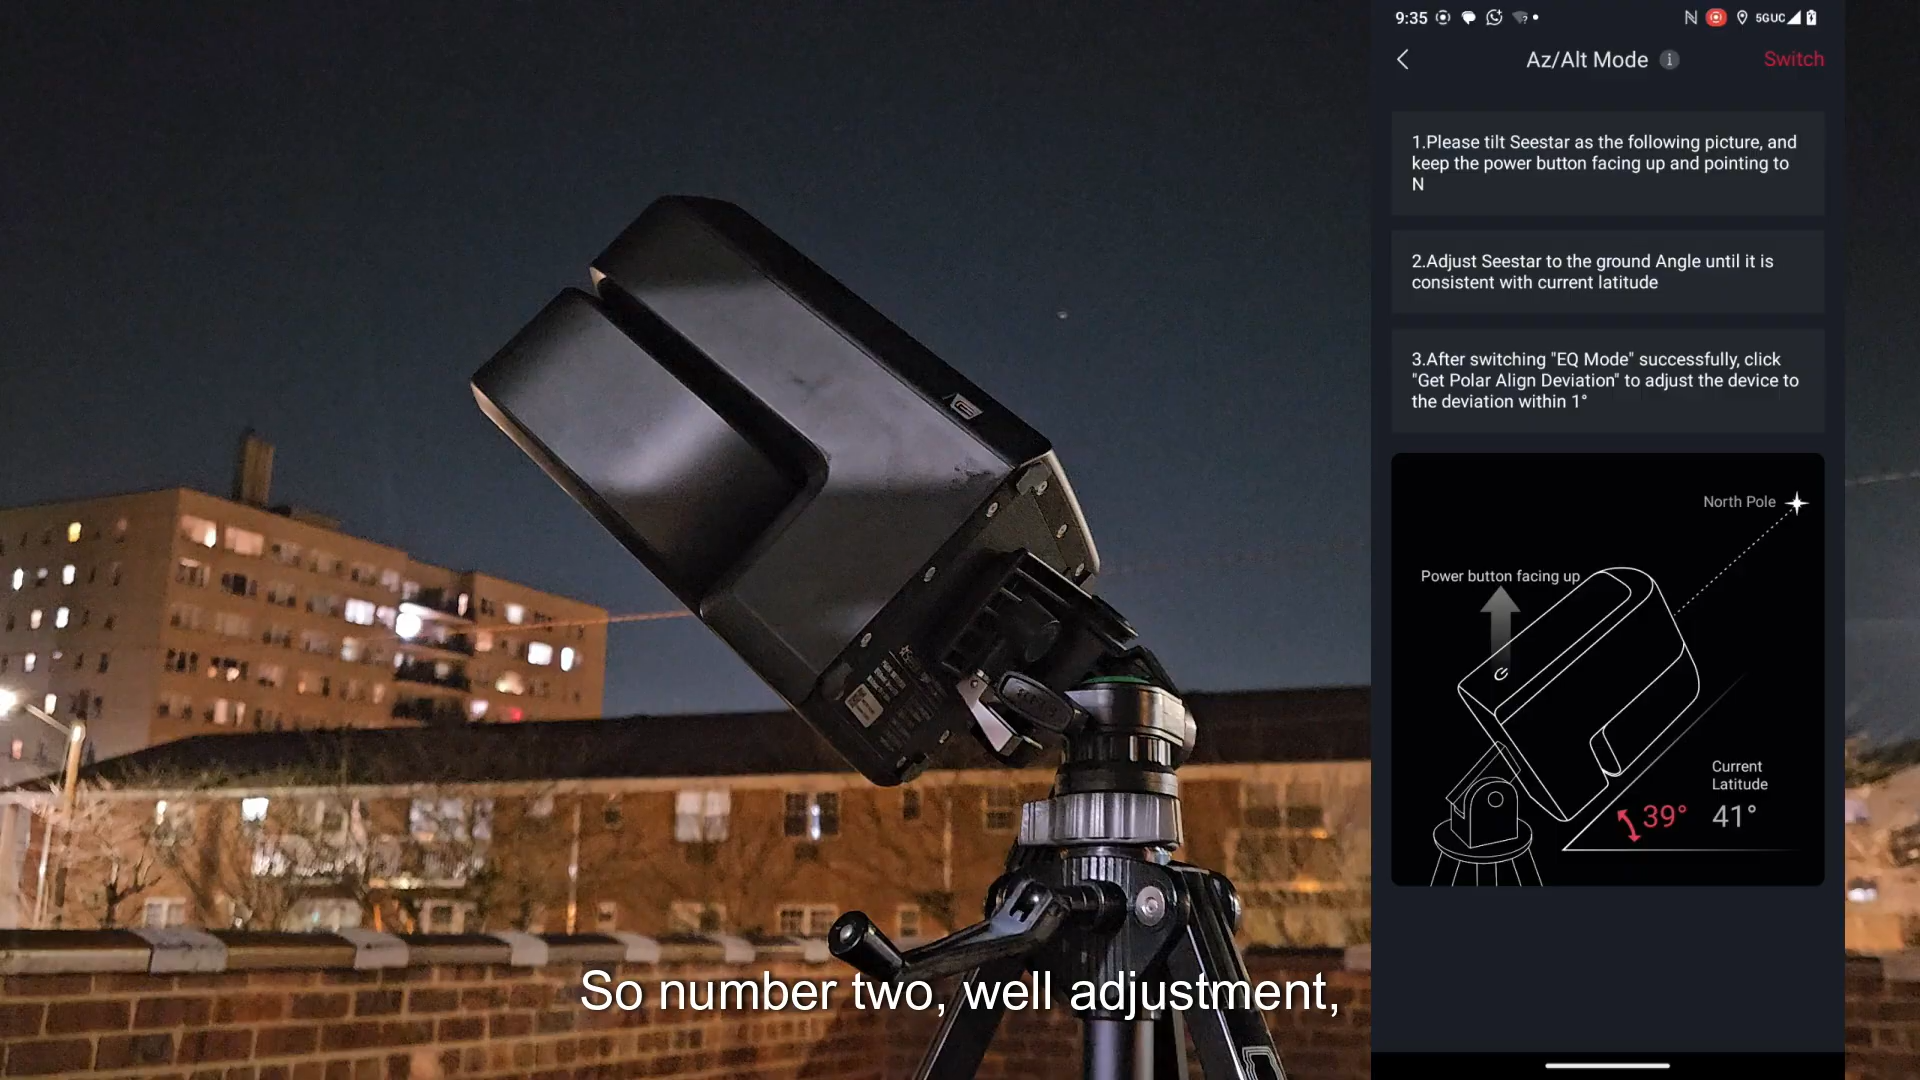 9:35
5GUC
Az/Alt Mode
Switch
1.Please tilt Seestar as the following picture, and
keep the power button facing up and pointing to
N
2.Adjust Seestar to the ground Angle until it is
consistent with current latitude
3.After switching "EQ Mode" successfully, click
"Get Polar Align Deviation" to adjust the device to
the deviation within 1°
North Pole
Power button facing up
Current
Latitude
39°
41°
So number two, well adjustment,